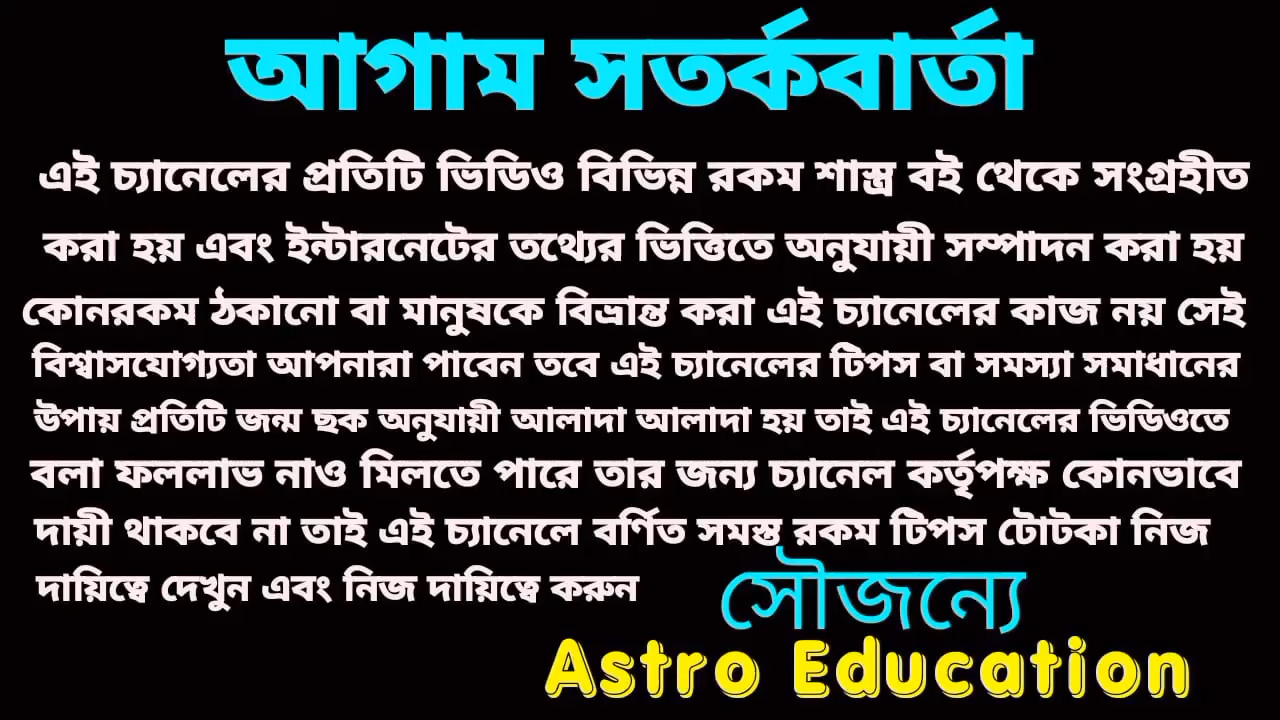 আগাম সতর্কবার্তা
এই চ্যানেলের প্রতিটি ভিডিও বিভিন্ন রকম শাস্ত্র বই থেকে সংগ্রহীত
করা হয় এবং ইন্টারনেটের তথ্যের ভিত্তিতে অনুযায়ী সম্পাদন করা হয়
কোনরকম ঠকানো বা মানুষকে বিভ্রান্ত করা এই চ্যানেলের কাজ নয় সেই
বিশ্বাসযোগ্যতা আপনারা পাবেন তবে এই চ্যানেলের টিপস বা সমস্যা সমাধানের
উপায় প্রতিটি জন্ম ছক অনুযায়ী আলাদা আলাদা হয় তাই এই চ্যানেলের ভিডিওতে
বলা ফললাভ নাও মিলতে পারে তার জন্য চ্যানেল কর্তৃপক্ষ কোনভাবে
দায়ী থাকবে না তাই এই চ্যানেলে বর্ণিত সমস্ত রকম টিপস টোটকা নিজ
দায়িত্বে দেখুন এবং নিজ দায়িত্বে করুন
সৌজন্যে
Astro Education